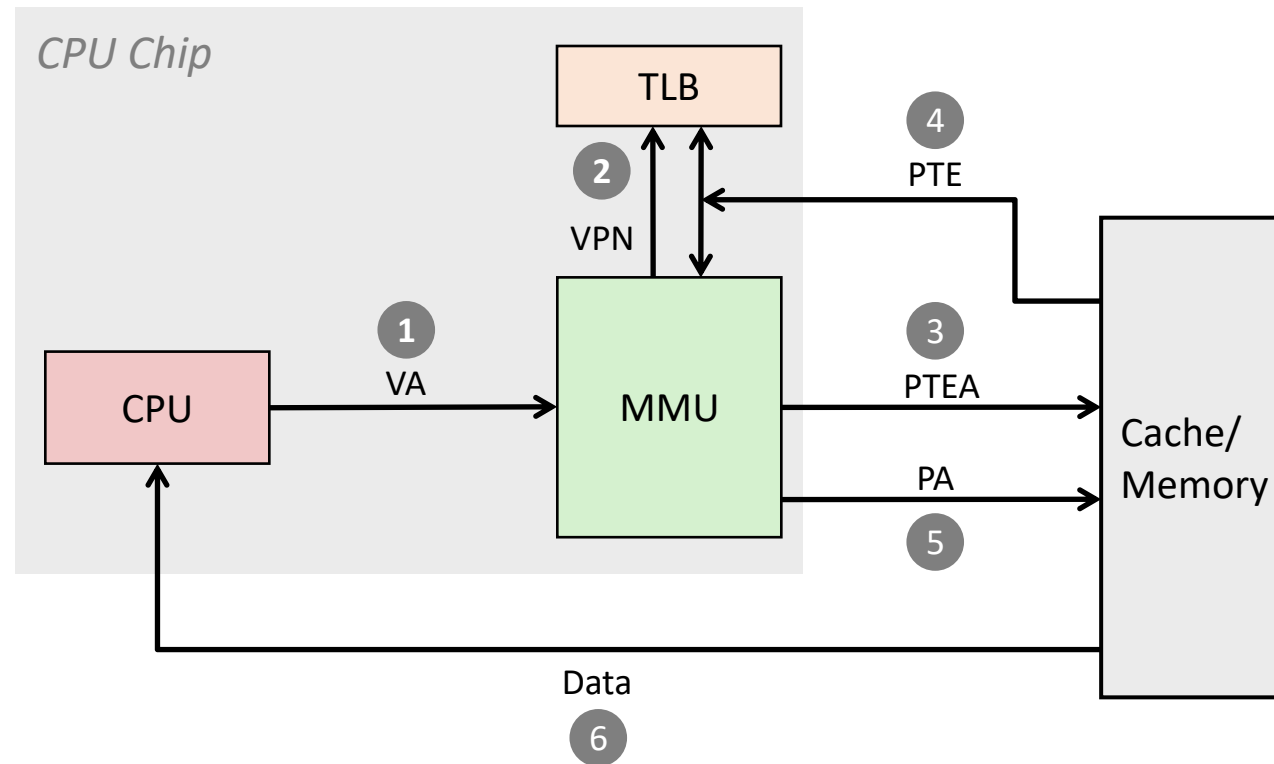 CPU Chip
TLB
4
PTE
2
VPN
1
VA
3
PTEA
CPU
MMU
Cache/
Memory
PA
5
Data
6